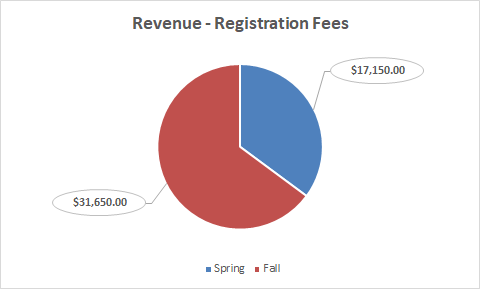 Revenue - Registration Fees
$17,150.00
$31,650.00
Spring Fall